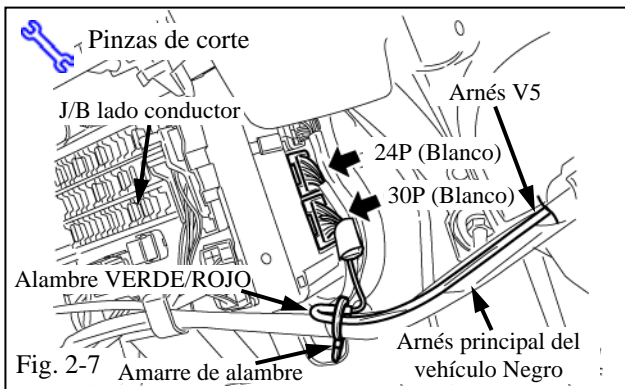 Pinzas de corte
J/B lado conductor
Arnés V5
24P (Blanco)
30P (Blanco)
Alambre VERDE/ROJO
Fig. 2-7
Amarre de alambre
Arnés principal del
vehículo Negro